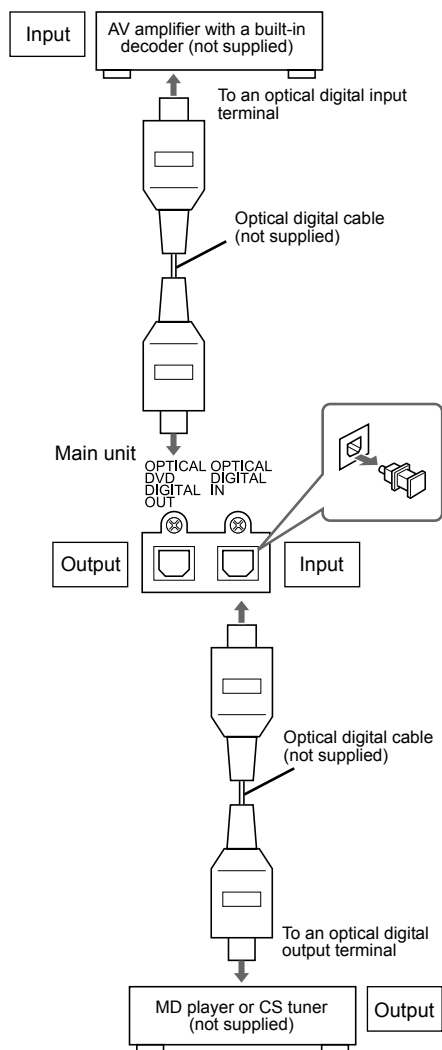 Input
AV amplifier with a built-in
decoder (not supplied)
To an optical digital input
terminal
Optical digital cable
(not supplied)
Main unit
OPTICAL
DVD
DIGITAL
OUT
OPTICAL
DIGITAL
IN
Output
Input
Optical digital cable
(not supplied)
To an optical digital
output terminal
MD player or CS tuner
(not supplied)
Output